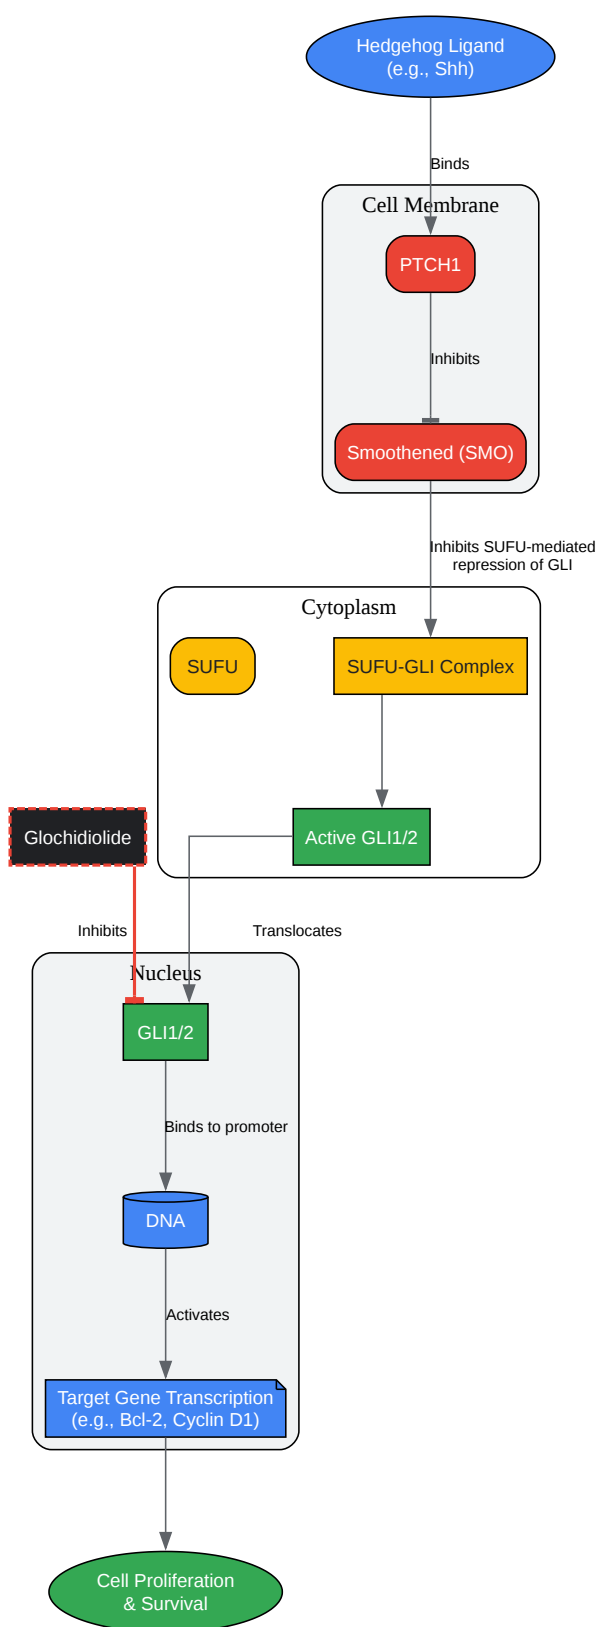 Hedgehog Ligand
(e.g., Shh)
Binds
Cell Membrane
PTCH1
Inhibits
Smoothened (SMO)
Inhibits SUFU-mediated
repression of GLI
Cytoplasm
SUFU
SUFU-GLI Complex
Glochidiolide
Active GLI1/2
Inhibits
Translocates
Nucleus
GLI1/2
Binds to promoter
DNA
Activates
Target Gene Transcription
(e.g., Bcl-2, Cyclin D1)
Cell Proliferation
& Survival